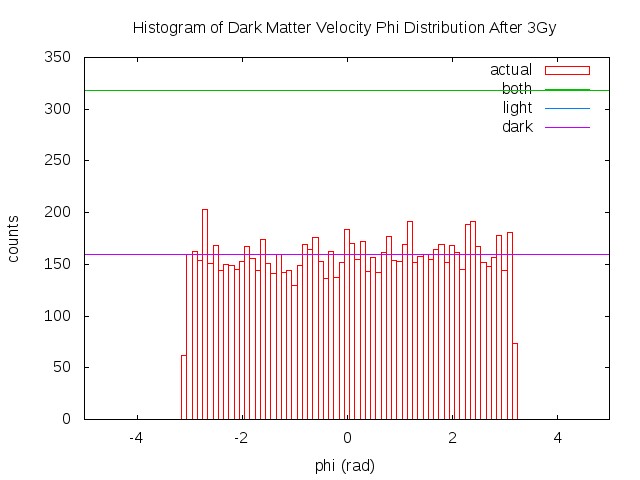 Histogram of Dark Matter Velocity Phi Distribution After 3Gy
350
300
250
200
150
100
50
0
counts
actual
both
light
dark
-4 -2 0 2 4
phi (rad)